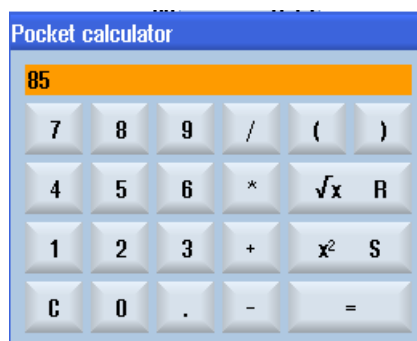 Pocket calculator
85
7 8 9 / ( )
4 5 6 * √x R
1 2 3 + x² S
C 0 . - =